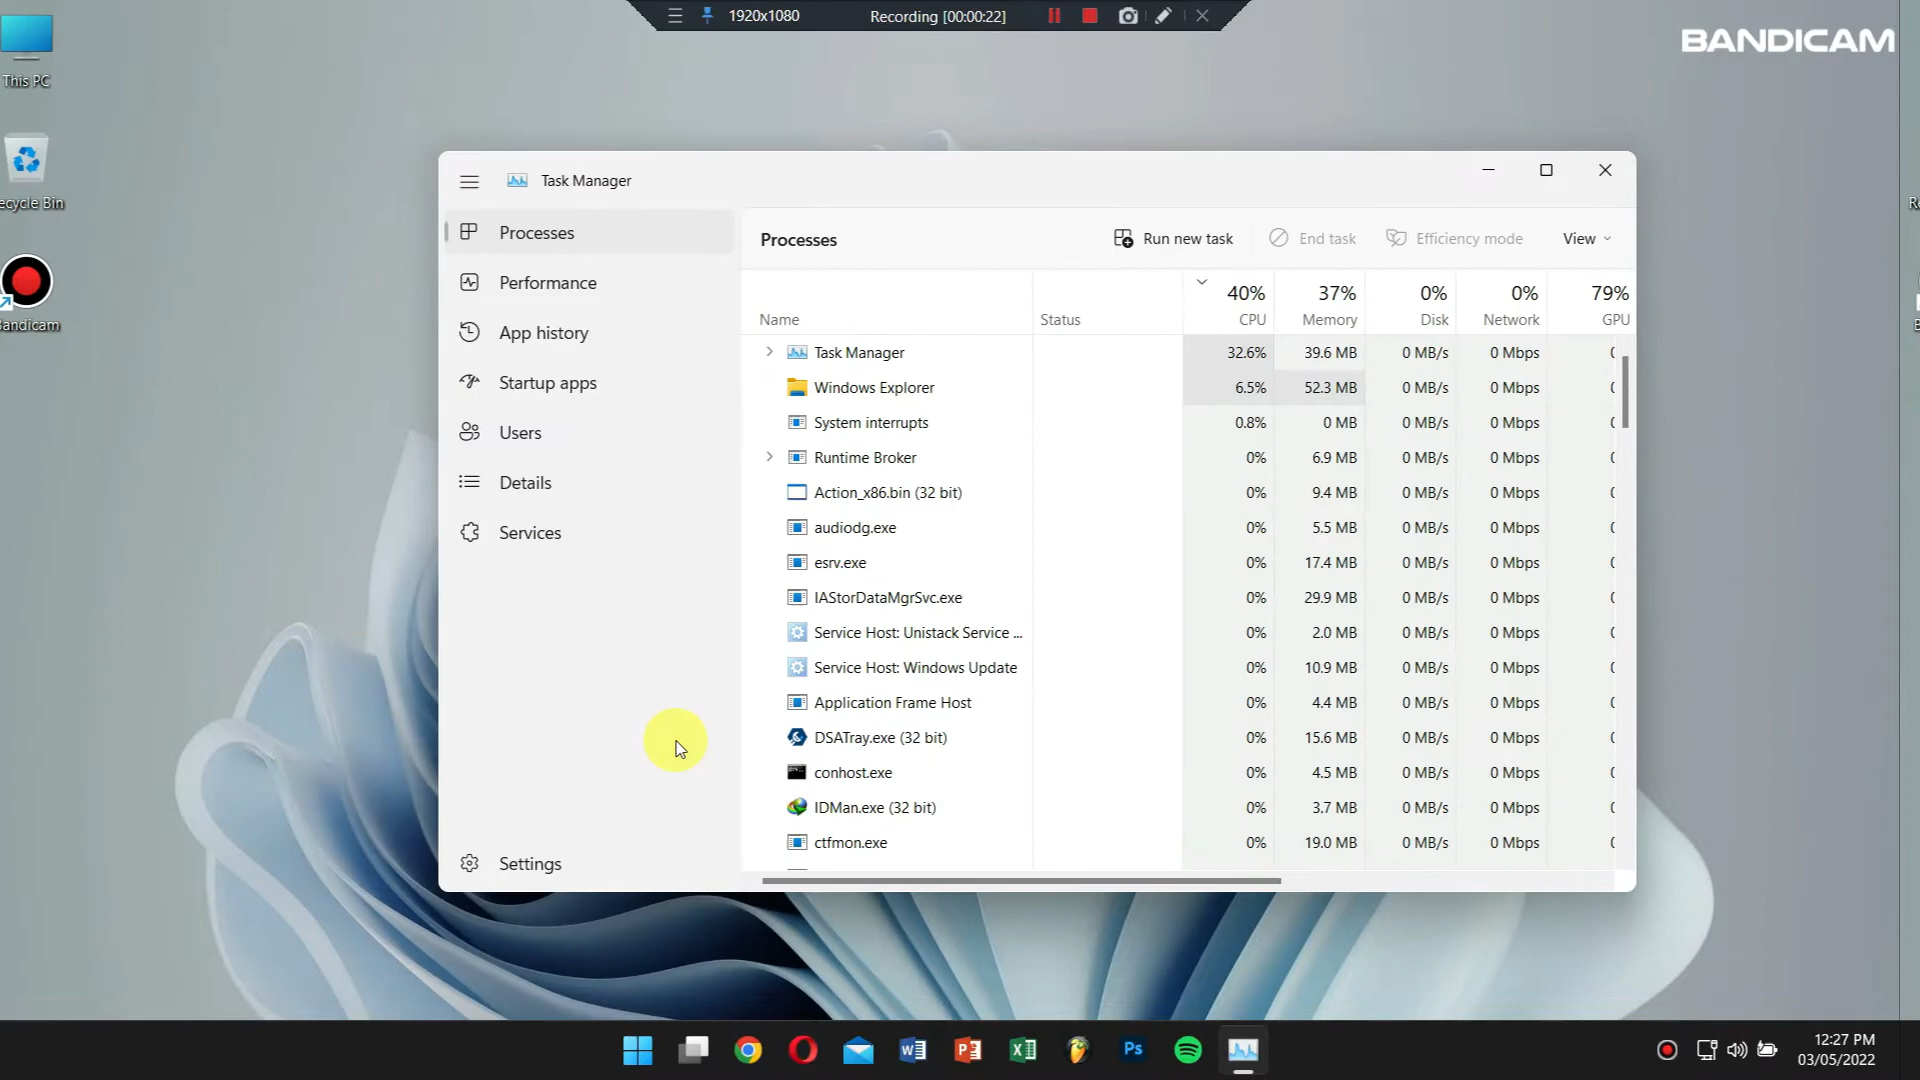 1920x1080 Recording [00:00:22]
BANDICAM
This PC
ecycle Bin
Bandicam
Task Manager
Processes
Performance
App history
Startup apps
Users
Details
Services
Settings
Processes Run new task End task Efficiency mode View
40% 37% 0% 0% 79%
Name Status CPU Memory Disk Network GPU
Task Manager 32.6% 39.6 MB 0 MB/s 0 Mbps
Windows Explorer 6.5% 52.3 MB 0 MB/s 0 Mbps
System interrupts 0.8% 0 MB 0 MB/s 0 Mbps
Runtime Broker 0% 6.9 MB 0 MB/s 0 Mbps
Action_x86.bin (32 bit) 0% 9.4 MB 0 MB/s 0 Mbps
audiodg.exe 0% 5.5 MB 0 MB/s 0 Mbps
esrv.exe 0% 17.4 MB 0 MB/s 0 Mbps
IAStorDataMgrSvc.exe 0% 29.9 MB 0 MB/s 0 Mbps
Service Host: Unistack Service ... 0% 2.0 MB 0 MB/s 0 Mbps
Service Host: Windows Update 0% 10.9 MB 0 MB/s 0 Mbps
Application Frame Host 0% 4.4 MB 0 MB/s 0 Mbps
DSATray.exe (32 bit) 0% 15.6 MB 0 MB/s 0 Mbps
conhost.exe 0% 4.5 MB 0 MB/s 0 Mbps
IDMan.exe (32 bit) 0% 3.7 MB 0 MB/s 0 Mbps
ctfmon.exe 0% 19.0 MB 0 MB/s 0 Mbps
Ps
12:27 PM
03/05/2022